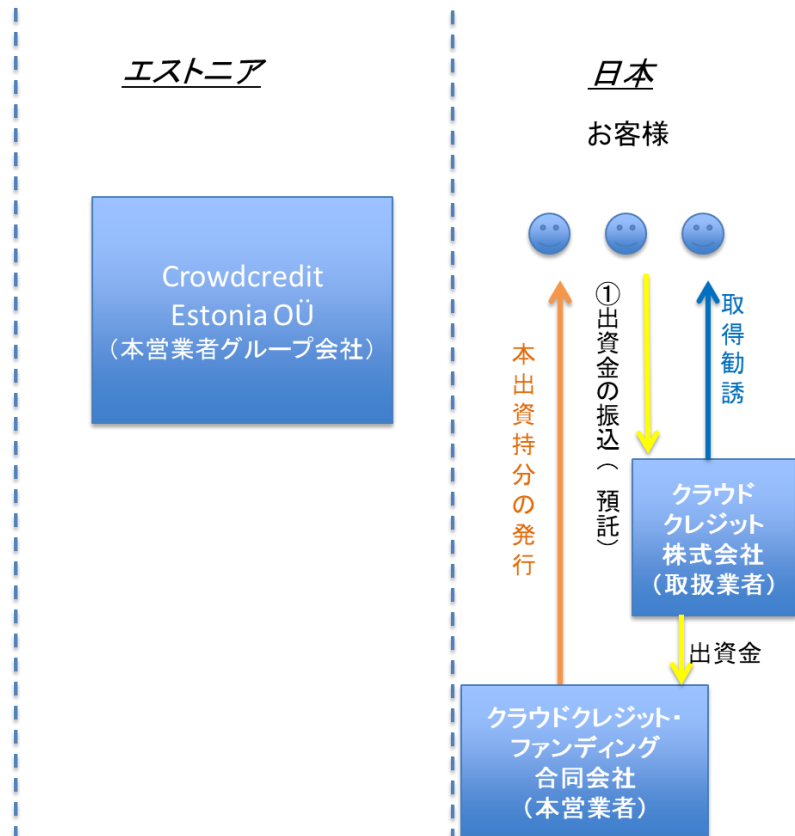 エストニア
日本
お客様
Crowdcredit
Estonia OÜ
（本営業者グループ会社）
本出資持分の発行
①出資金の振込（預託）
取得勧誘
クラウド
クレジット
株式会社
（取扱業者）
出資金
クラウドクレジット・
ファンディング
合同会社
（本営業者）